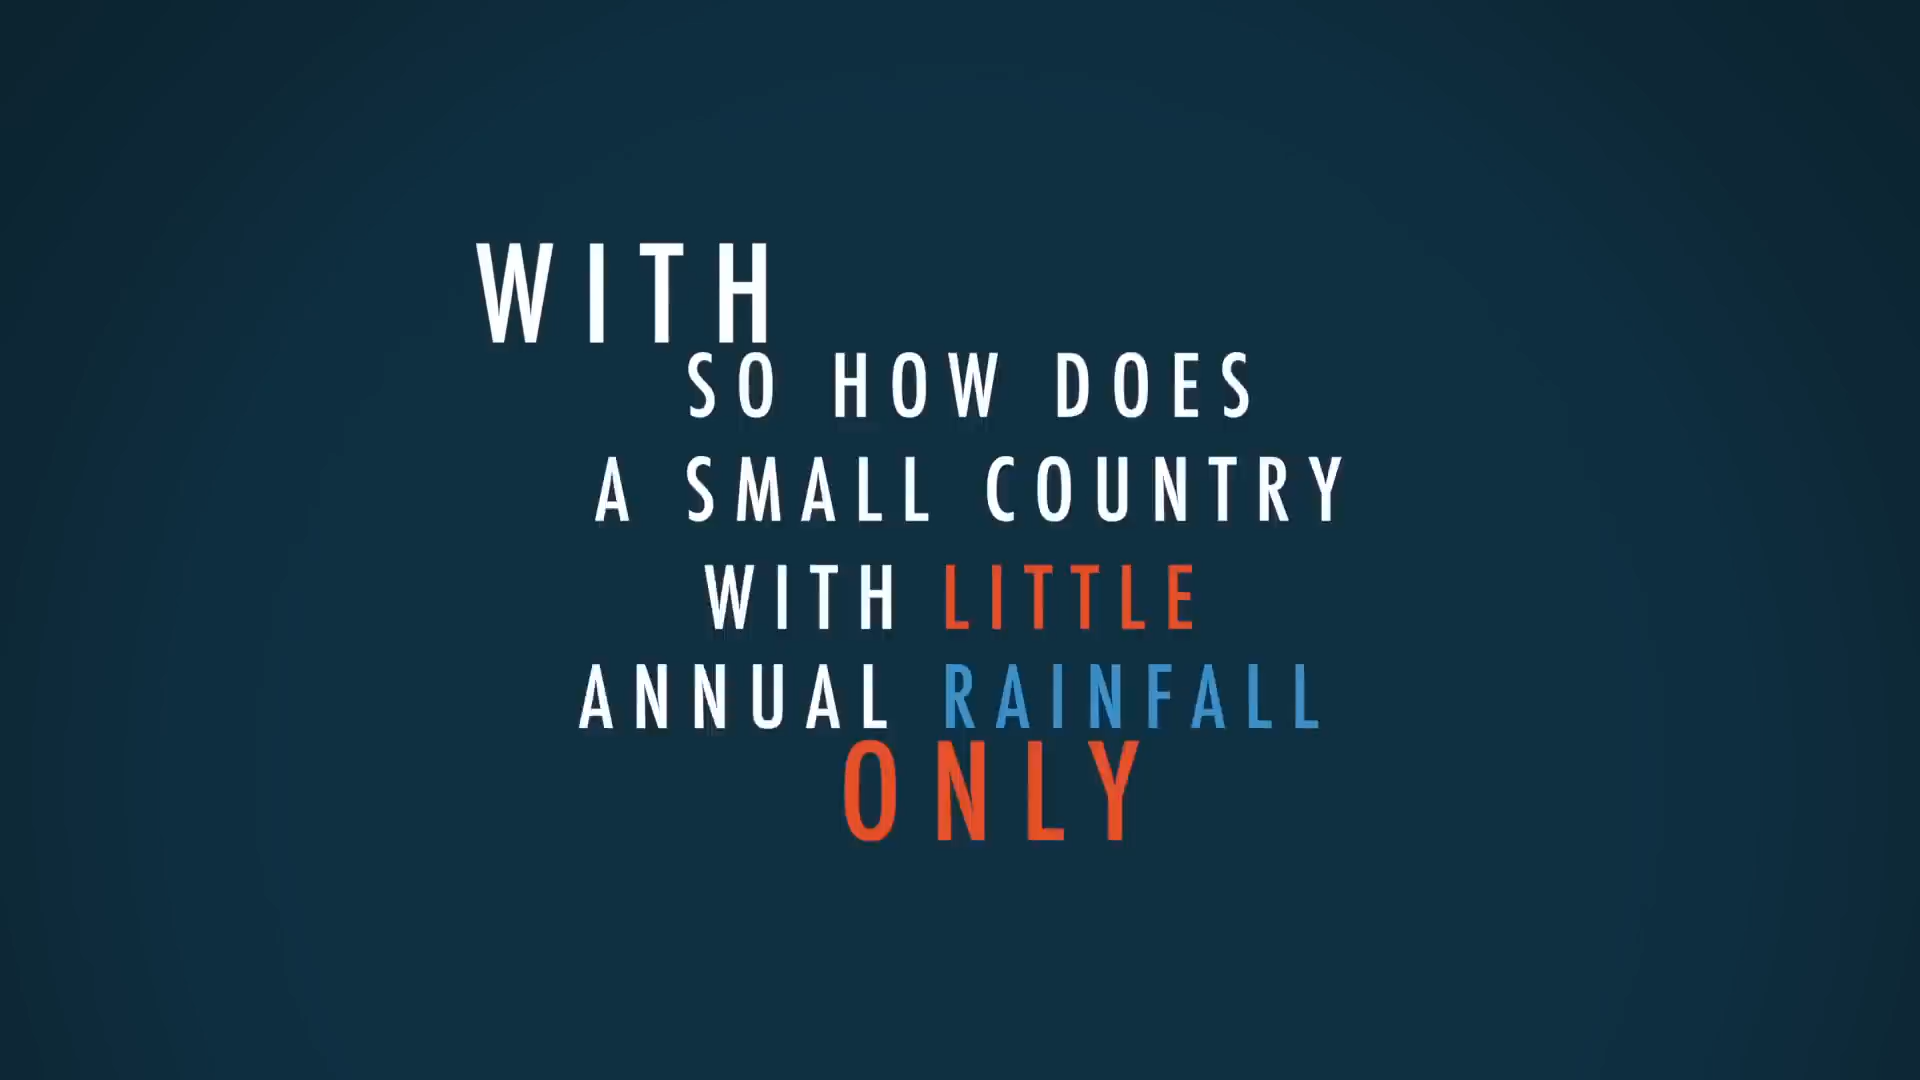 WITH
SO HOW DOES
A SMALL COUNTRY
WITH LITTLE
ANNUAL RAINFALL
ONLY